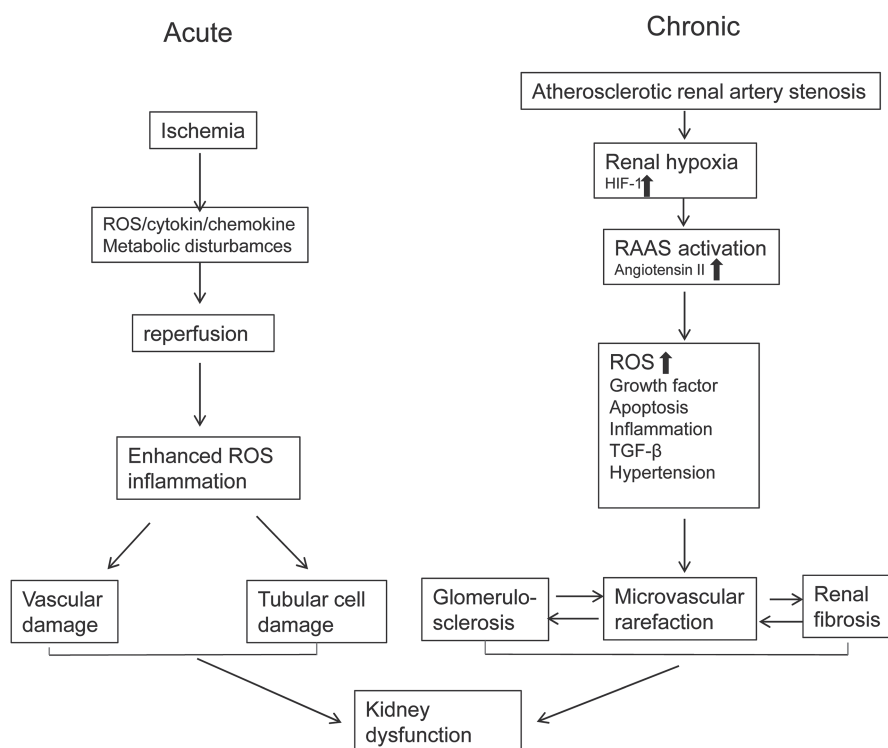 Acute
Ischemia
ROS/cytokin/chemokine
Metabolic disturbamces
reperfusion
Enhanced ROS
inflammation
Vascular
damage
Tubular cell
damage
Chronic
Atherosclerotic renal artery stenosis
Renal hypoxia
HIF-1
RAAS activation
Angiotensin II
ROS
Growth factor
Apoptosis
Inflammation
TGF-β
Hypertension
Glomerulo-
sclerosis
Microvascular
rarefaction
Renal
fibrosis
Kidney
dysfunction